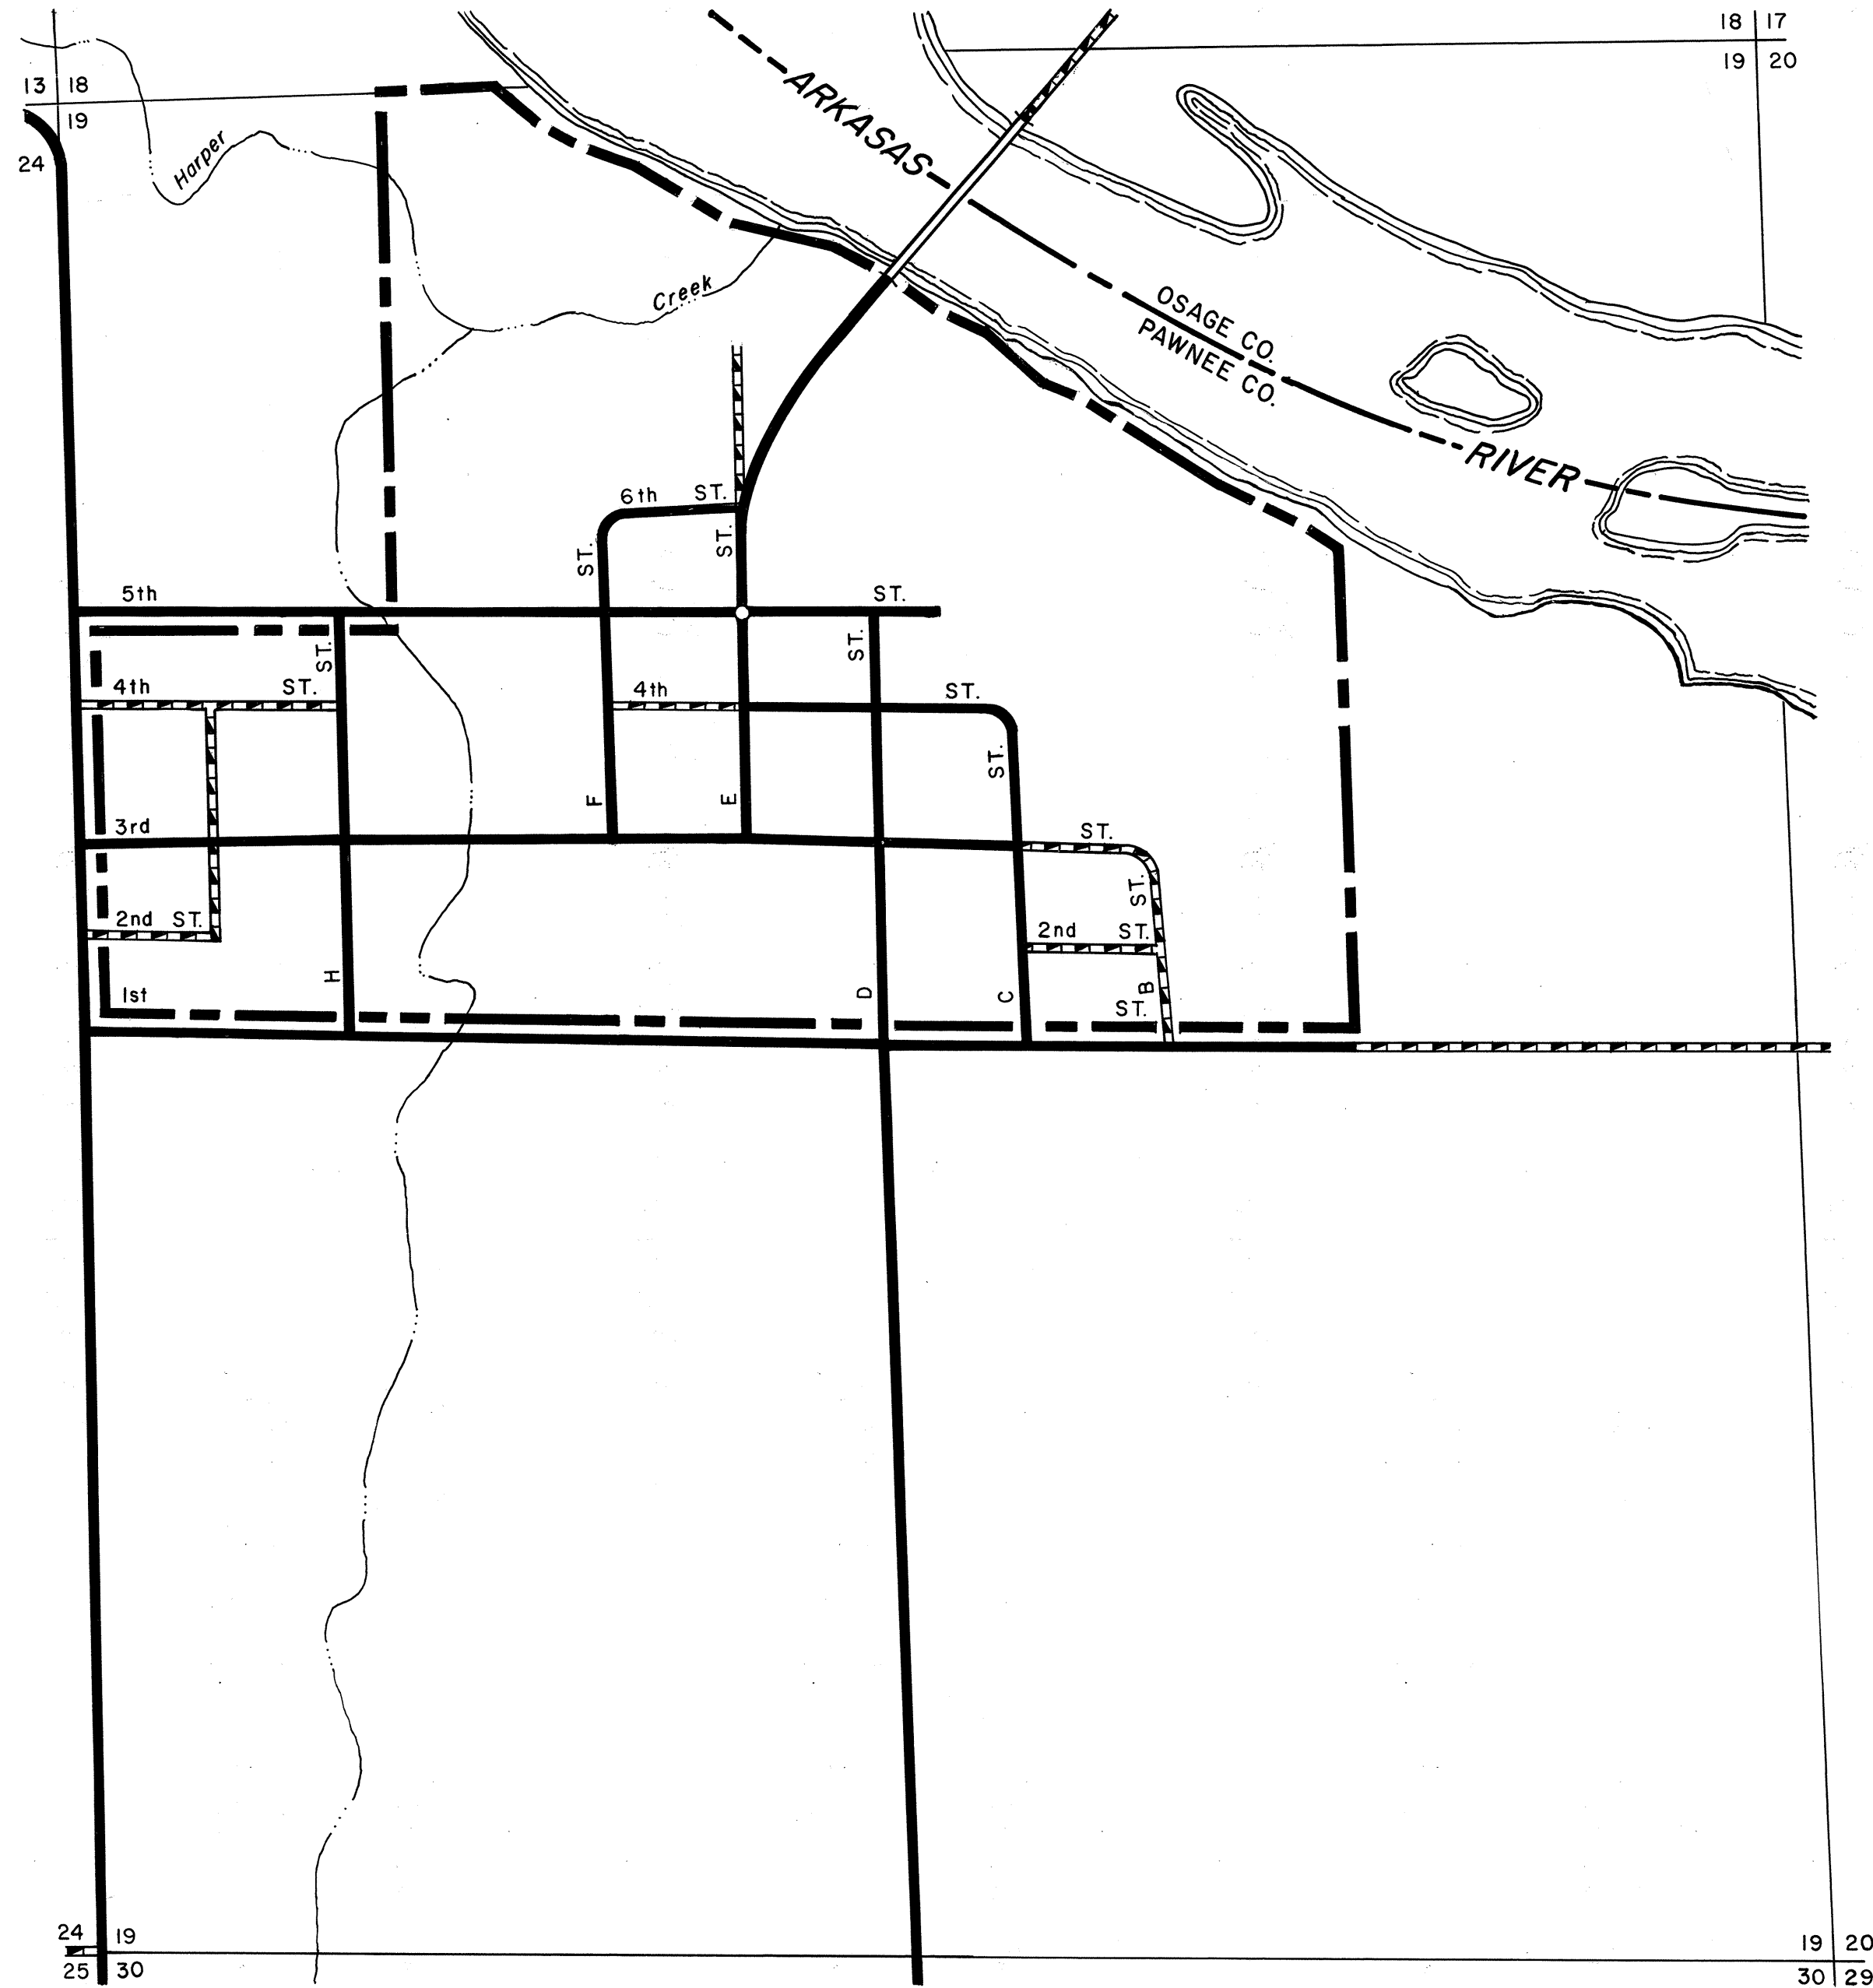 18 17
19 20
13 18
19
24
ARKASAS
Harper
Creek
OSAGE CO.
PAWNEE CO.
RIVER
6th ST.
ST.
ST.
5th ST.
ST.
ST.
4th ST.
4th ST.
ST.
F
E
3rd ST.
ST.
2nd ST.
2nd ST.
H
D
C
B
1st ST.
24 19
25 30
19 20
30 29